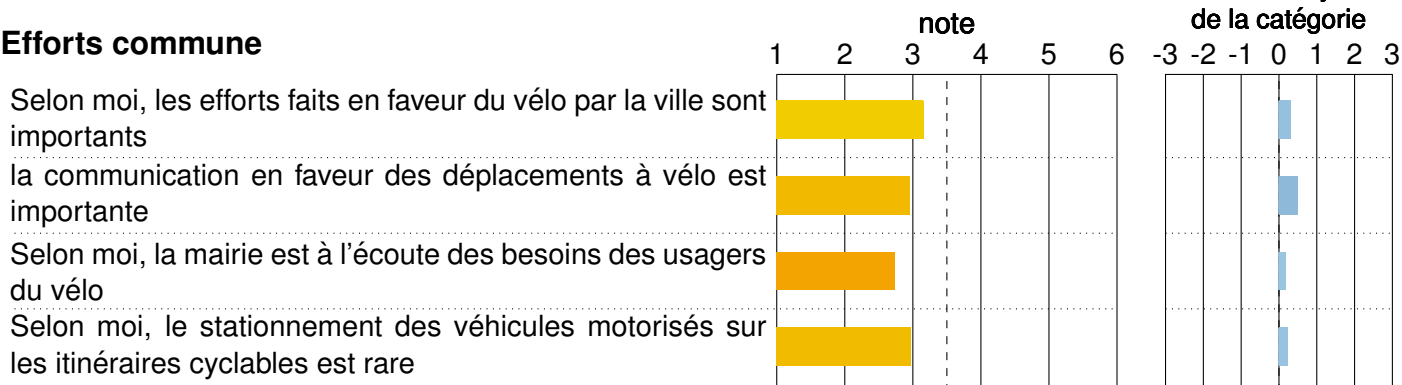 note
de la catégorie
Efforts commune
1 2 3 4 5 6
-3 -2 -1 0 1 2 3
Selon moi, les efforts faits en faveur du vélo par la ville sont
importants
la communication en faveur des déplacements à vélo est
importante
Selon moi, la mairie est à l'écoute des besoins des usagers
du vélo
Selon moi, le stationnement des véhicules motorisés sur
les itinéraires cyclables est rare